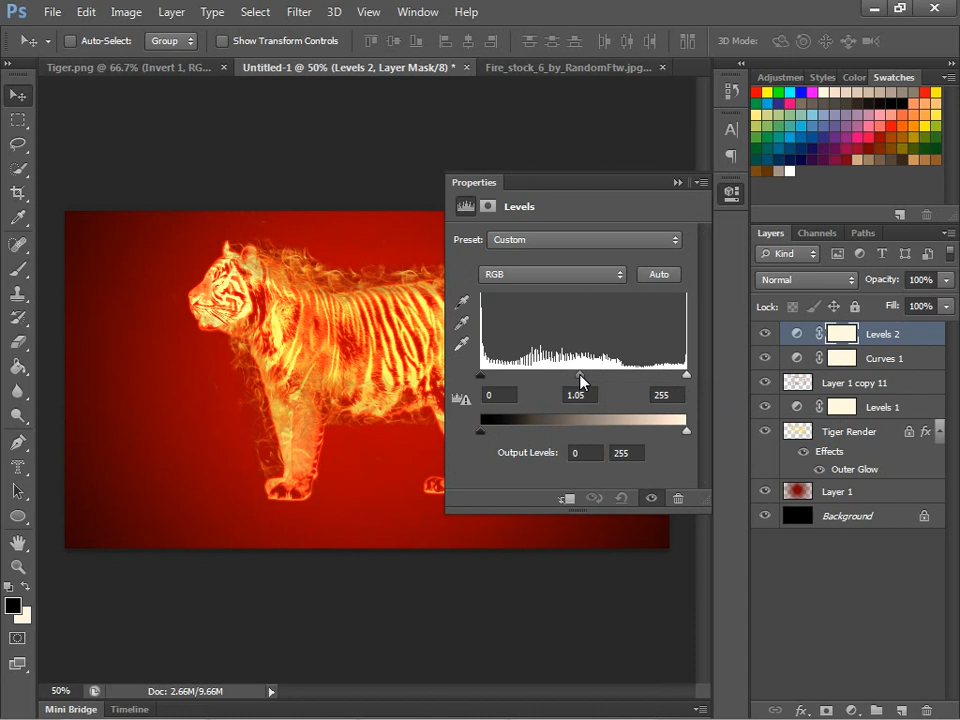 Ps File Edit Image Layer Type Select Filter 3D View Window Help
Auto-Select: Group Show Transform Controls 3D Mode:
Tiger.png @ 66.7% (Invert 1, RG... × Untitled-1 @ 50% (Levels 2, Layer Mask/8) * × Fire_stock_6_by_RandomFtw.jpg... ×
Adjustmen Styles Color Swatches
Properties
Levels
Preset: Custom
RGB Auto
0 1.05 255
Output Levels: 0 255
Layers Channels Paths
Kind
Normal Opacity: 100%
Lock: Fill: 100%
Levels 2
Curves 1
Layer 1 copy 11
Levels 1
Tiger Render fx
Effects
Outer Glow
Layer 1
Background
50% Doc: 2.66M/9.66M
Mini Bridge Timeline
fx